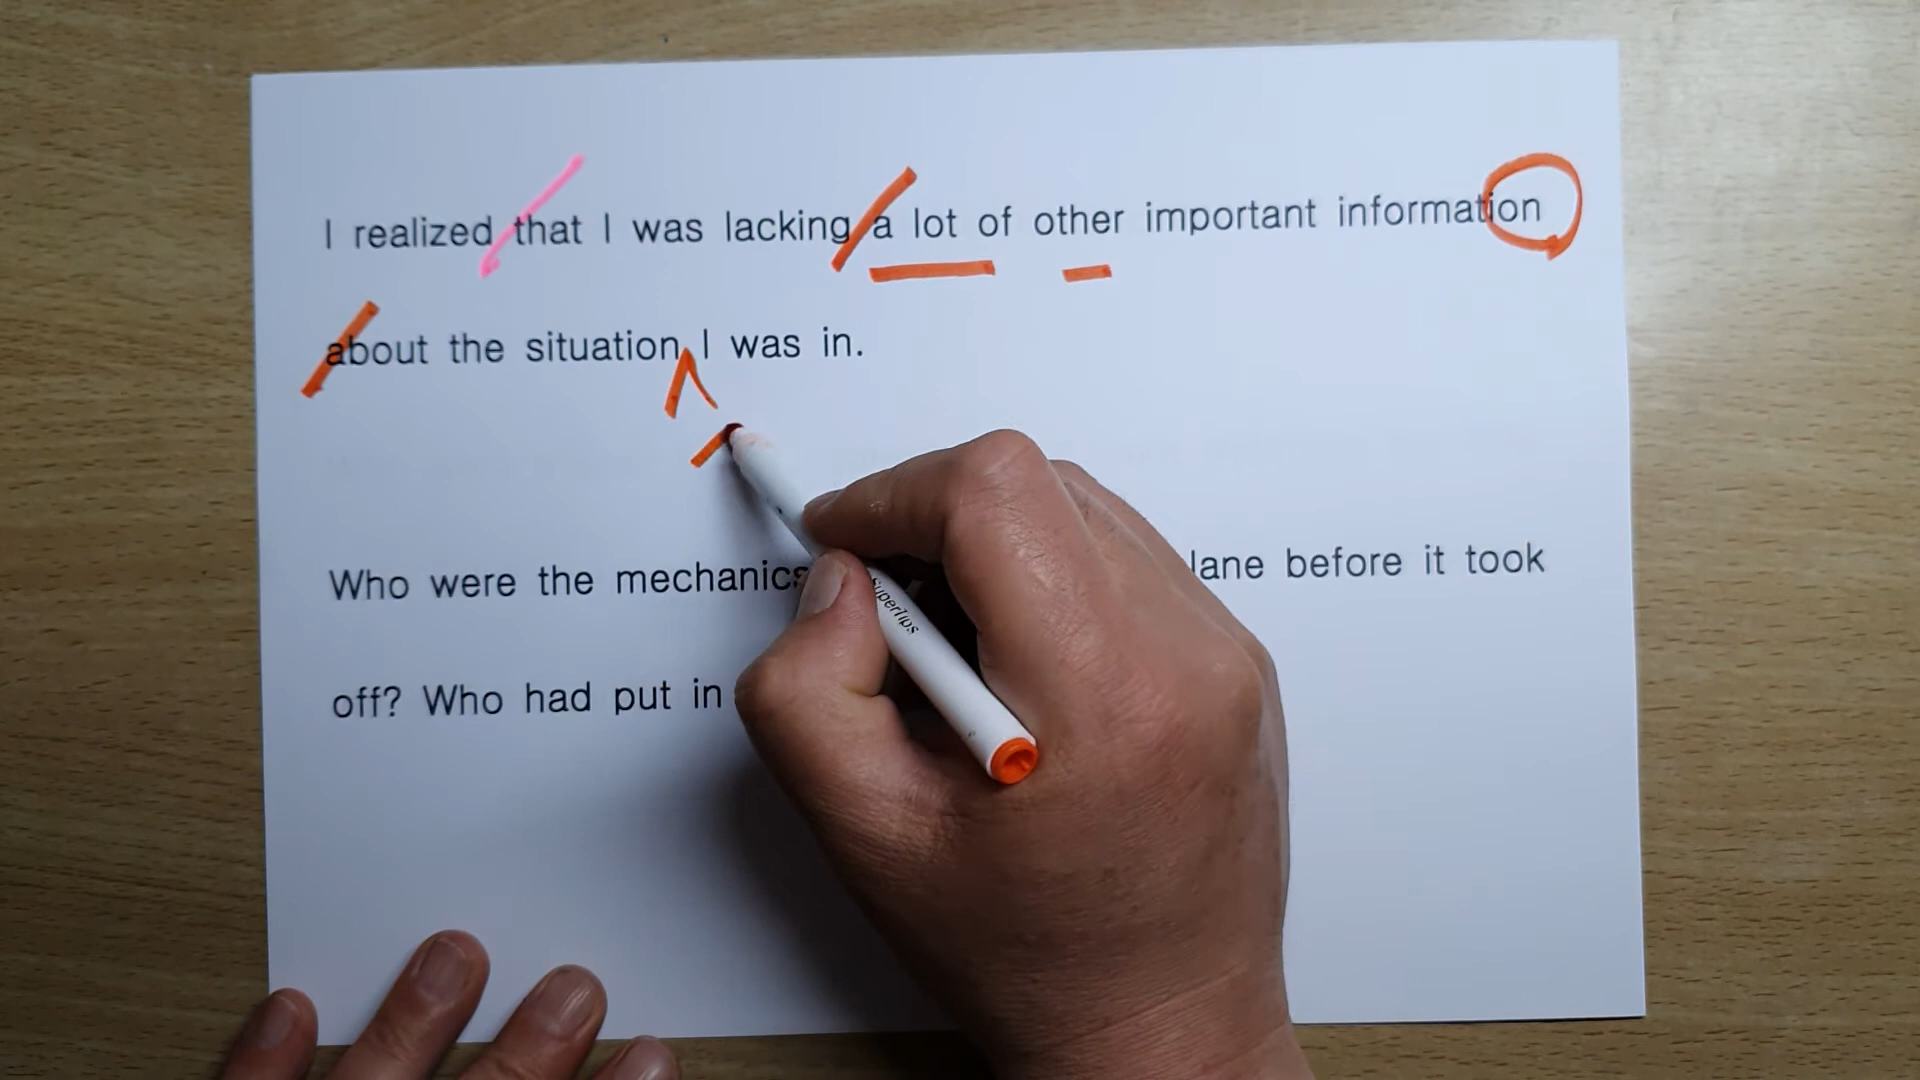 I realized that I was lacking a lot of other important information
about the situation I was in.
Who were the mechanics before it took
off? Who had put in
SuperTips